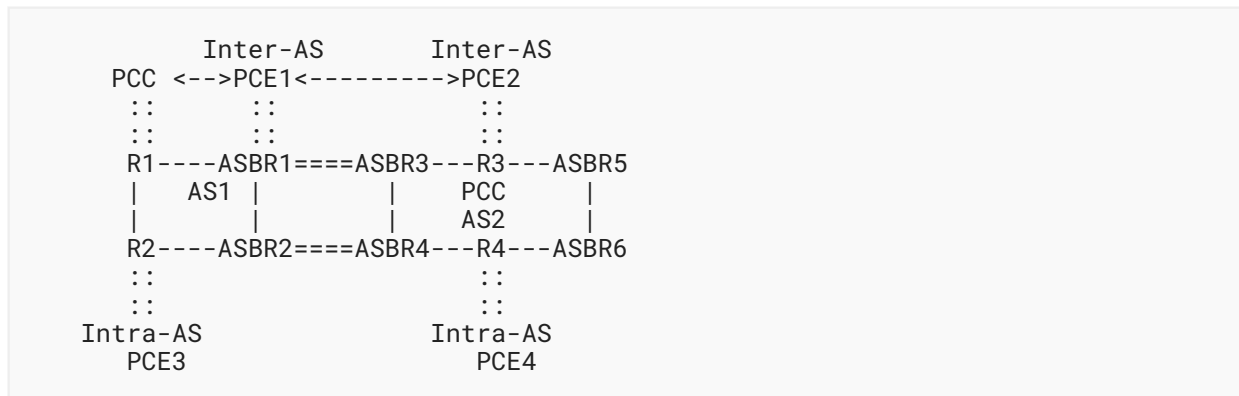 Inter-AS          Inter-AS
PCC <-->PCE1<--------->PCE2
::       ::               ::
::       ::               ::
R1----ASBR1====ASBR3---R3---ASBR5
|   AS1 |        |    PCC      |
|       |        |    AS2      |
R2----ASBR2====ASBR4---R4---ASBR6
::                      ::
::                      ::
Intra-AS                Intra-AS
PCE3                     PCE4